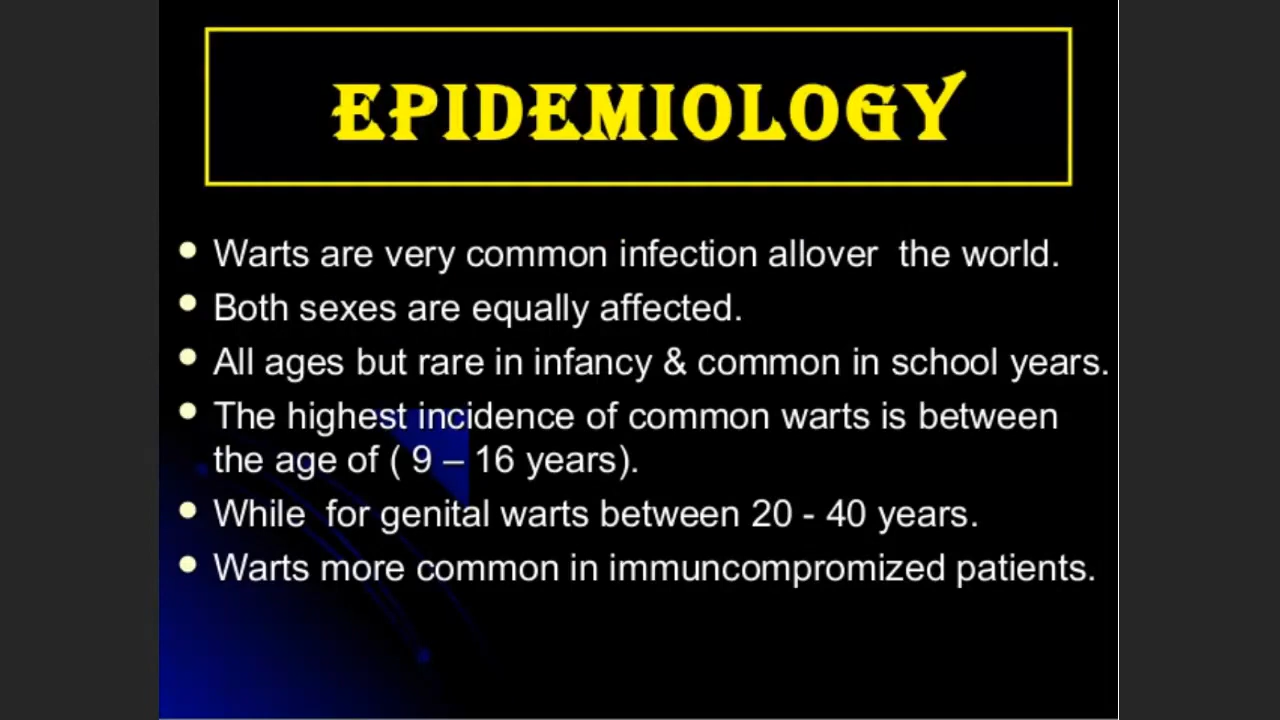 EPIDEMIOLOGY
• Warts are very common infection allover  the world.
• Both sexes are equally affected.
• All ages but rare in infancy & common in school years.
• The highest incidence of common warts is between
the age of ( 9 – 16 years).
• While  for genital warts between 20 - 40 years.
• Warts more common in immuncompromized patients.